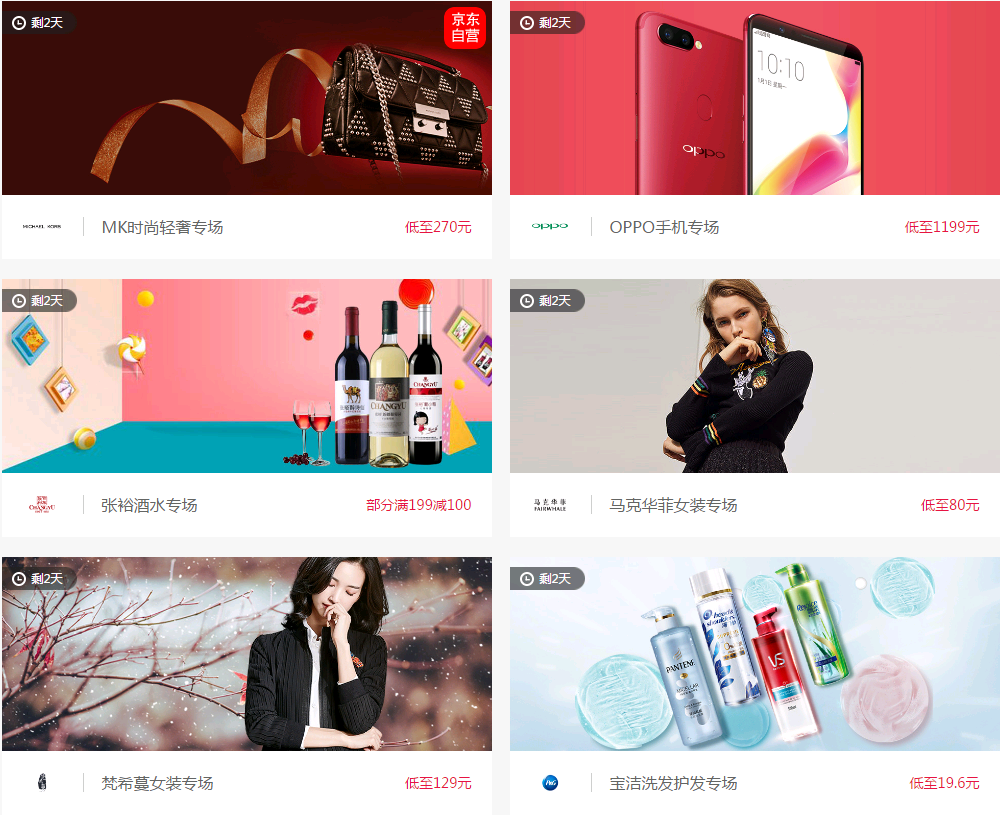 剩2天
京东
自营
MICHAEL KORS
MK时尚轻奢专场
低至270元
剩2天
10:10
oppo
oppo
OPPO手机专场
低至1199元
剩2天
CHANGYU
CHANGYU
CHANGYU
张裕酒水专场
部分满199减100
剩2天
马克华菲
FAIRWHALE
马克华菲女装专场
低至80元
剩2天
梵希蔓女装专场
低至129元
剩2天
PANTENE
MICELLAR
head &
shoulders
VS
P&G
宝洁洗发护发专场
低至19.6元